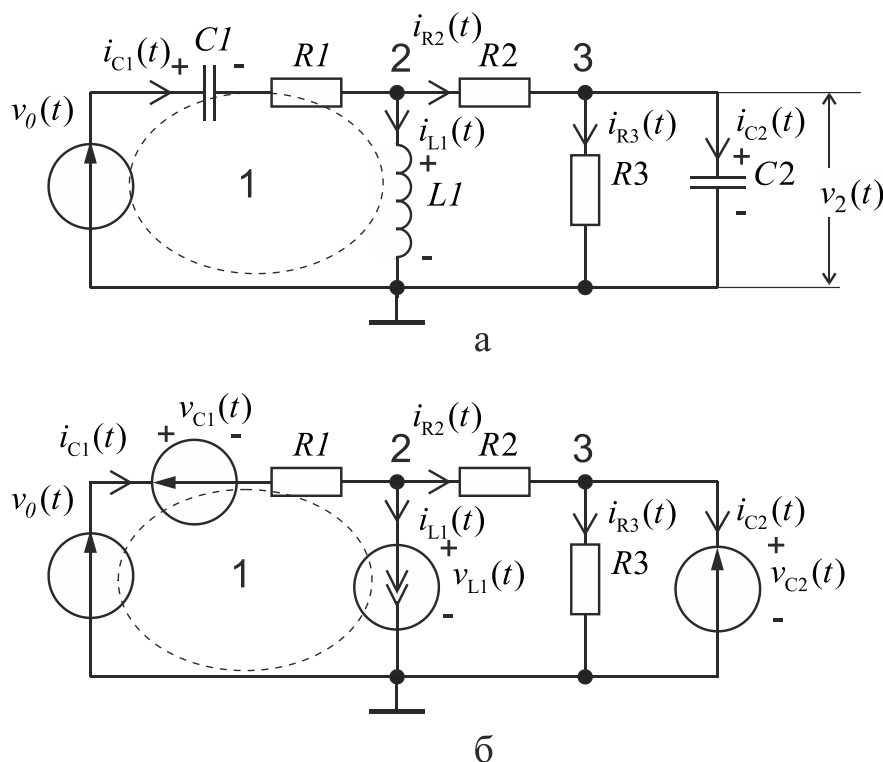 i_R2(t)
i_C1(t) + C1 - R1 2 R2 3
v_0(t) i_L1(t) i_R3(t) i_C2(t)
+ +
1 L1 R3 C2 v_2(t)
- -
а
v_C1(t) i_R2(t)
i_C1(t) + - R1 2 R2 3
v_0(t) i_L1(t) i_R3(t) i_C2(t)
+ +
1 v_L1(t) R3 v_C2(t)
- -
б